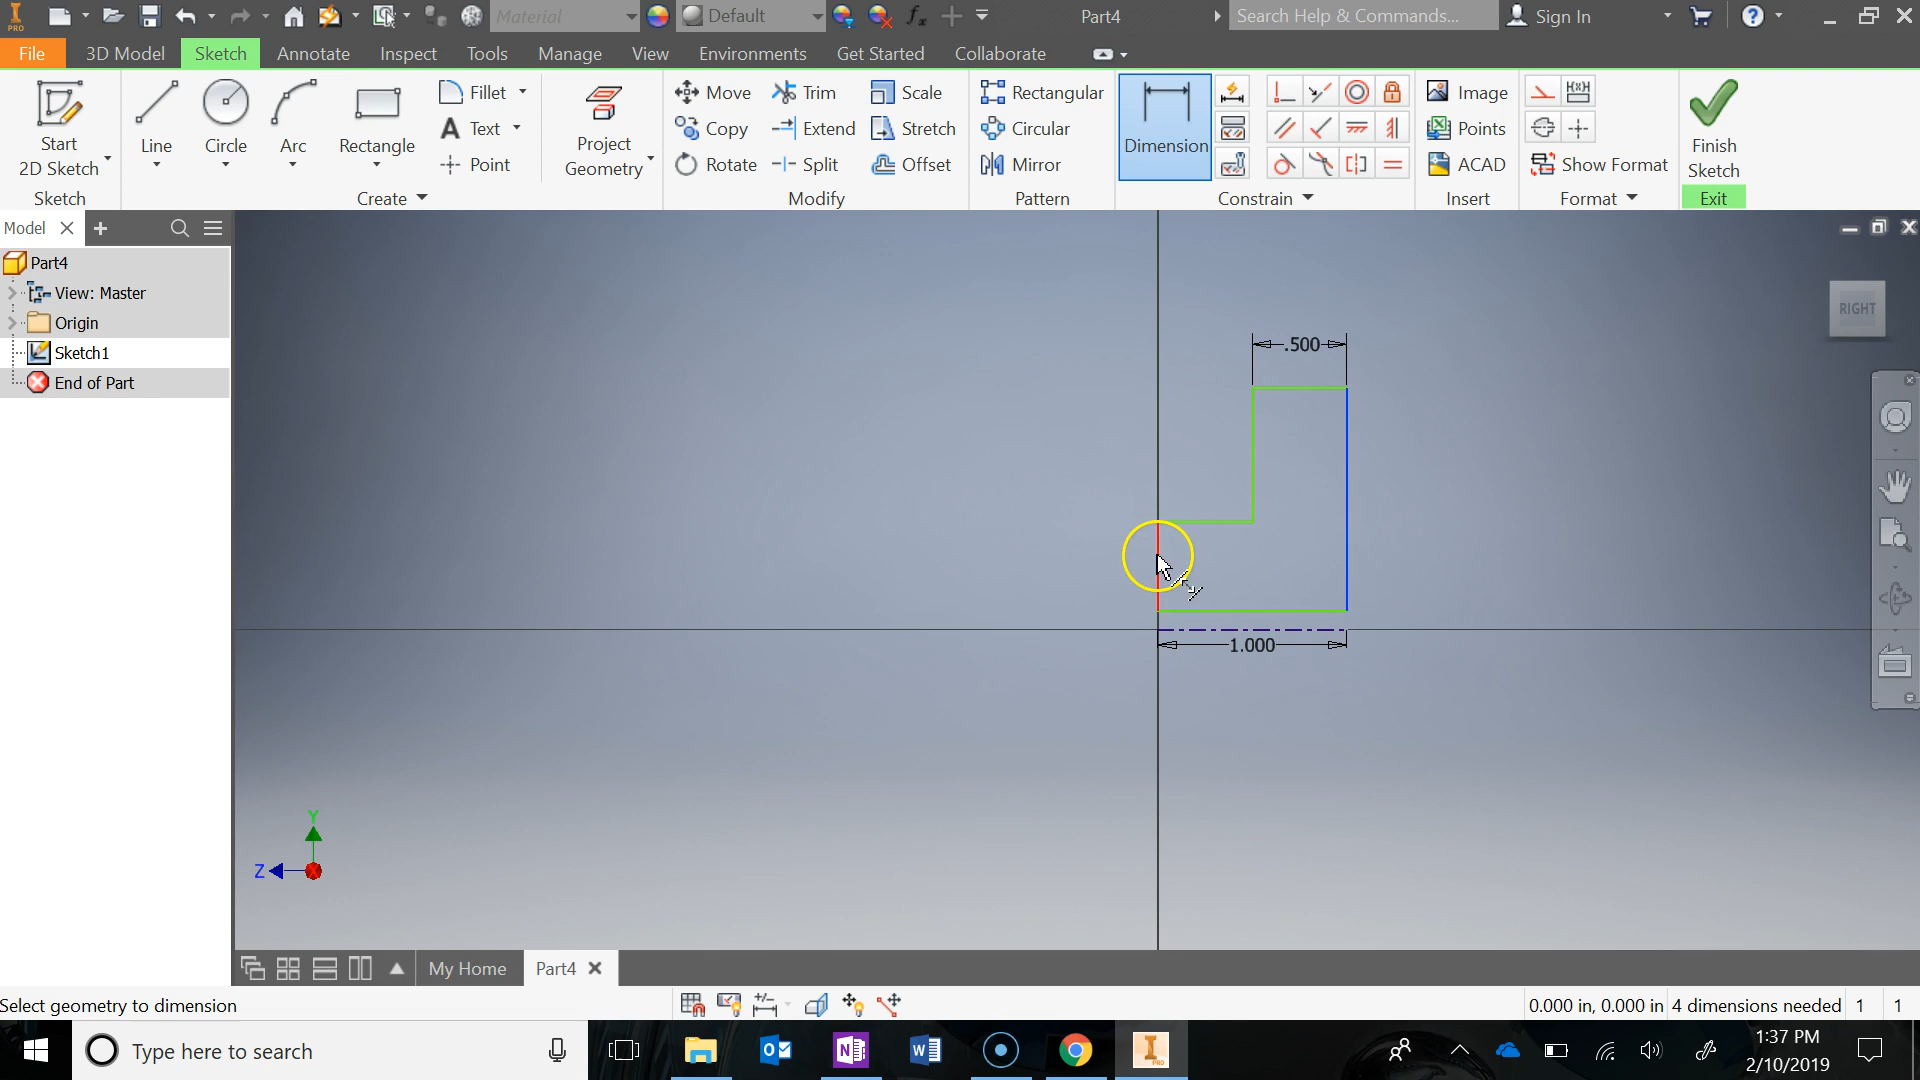 PRO Material Default Part4 Search Help & Commands... Sign In
File 3D Model Sketch Annotate Inspect Tools Manage View Environments Get Started Collaborate
Start
2D Sketch
Line Circle Arc Rectangle
Fillet
Text
Point
Project
Geometry
Move Trim Scale
Copy Extend Stretch
Rotate Split Offset
Rectangular
Circular
Mirror
Dimension
Image
Points
ACAD
Show Format
Finish
Sketch
Sketch Create Modify Pattern Constrain Insert Format Exit
Model
Part4
View: Master
Origin
Sketch1
End of Part
RIGHT
.500
1.000
Y
Z
My Home Part4
Select geometry to dimension 0.000 in, 0.000 in 4 dimensions needed 1 1
Type here to search
1:37 PM
2/10/2019